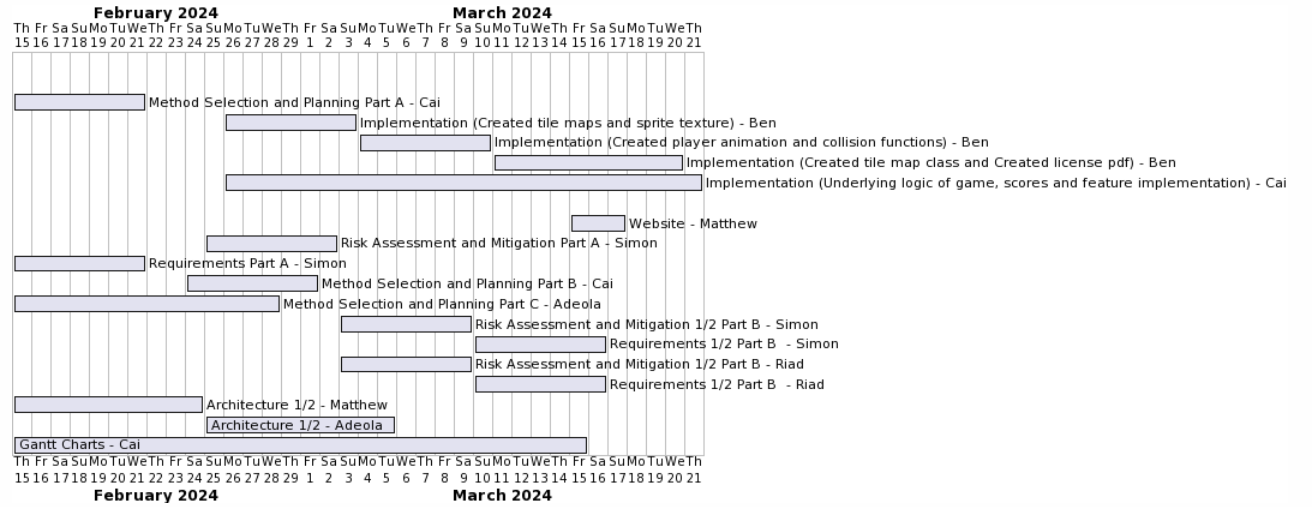 February 2024 March 2024
Th Fr Sa Su Mo Tu We Th Fr Sa Su Mo Tu We Th Fr Sa Su Mo Tu We Th Fr Sa Su Mo Tu We Th Fr Sa Su Mo Tu We Th
15 16 17 18 19 20 21 22 23 24 25 26 27 28 29 1 2 3 4 5 6 7 8 9 10 11 12 13 14 15 16 17 18 19 20 21
Method Selection and Planning Part A - Cai
Implementation (Created tile maps and sprite texture) - Ben
Implementation (Created player animation and collision functions) - Ben
Implementation (Created tile map class and Created license pdf) - Ben
Implementation (Underlying logic of game, scores and feature implementation) - Cai
Website - Matthew
Risk Assessment and Mitigation Part A - Simon
Requirements Part A - Simon
Method Selection and Planning Part B - Cai
Method Selection and Planning Part C - Adeola
Risk Assessment and Mitigation 1/2 Part B - Simon
Requirements 1/2 Part B  - Simon
Risk Assessment and Mitigation 1/2 Part B - Riad
Requirements 1/2 Part B  - Riad
Architecture 1/2 - Matthew
Architecture 1/2 - Adeola
Gantt Charts - Cai
Th Fr Sa Su Mo Tu We Th Fr Sa Su Mo Tu We Th Fr Sa Su Mo Tu We Th Fr Sa Su Mo Tu We Th Fr Sa Su Mo Tu We Th
15 16 17 18 19 20 21 22 23 24 25 26 27 28 29 1 2 3 4 5 6 7 8 9 10 11 12 13 14 15 16 17 18 19 20 21
February 2024 March 2024